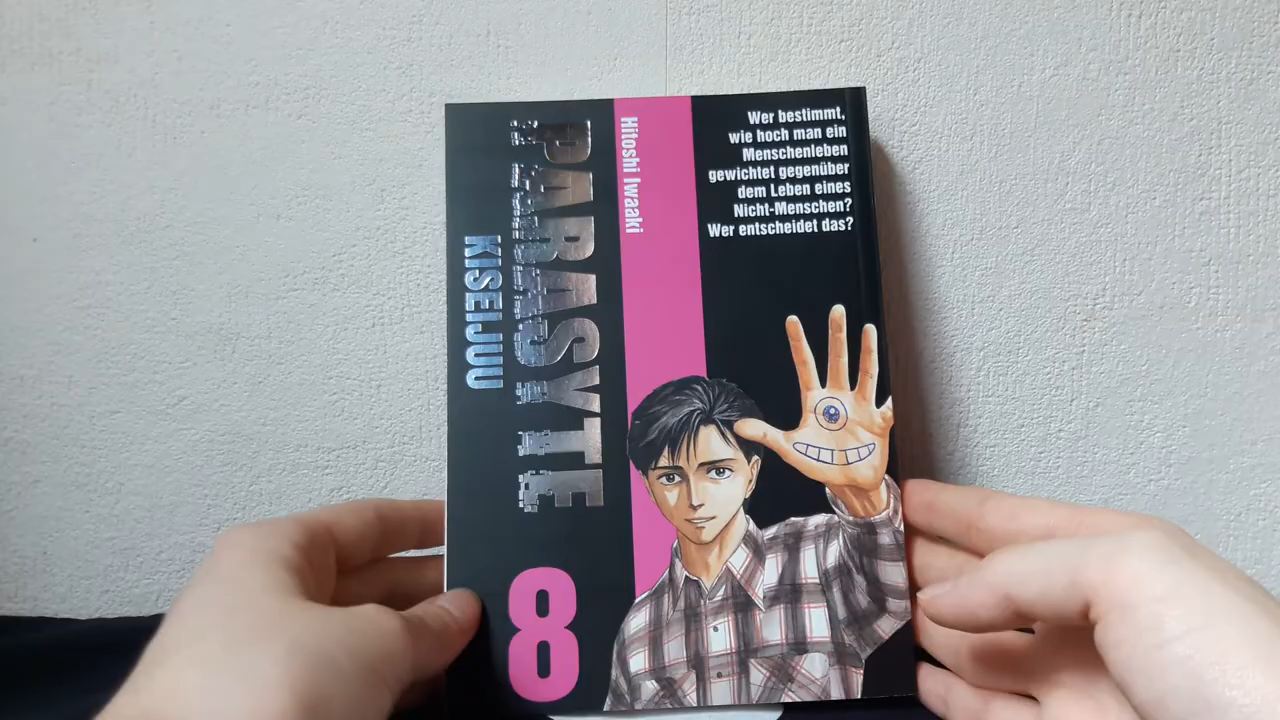 Wer bestimmt,
wie hoch man ein
Menschenleben
gewichtet gegenüber
dem Leben eines
Nicht-Menschen?
Wer entscheidet das?
Hitoshi Iwaaki
PARASYTE
KISEIJUU
8